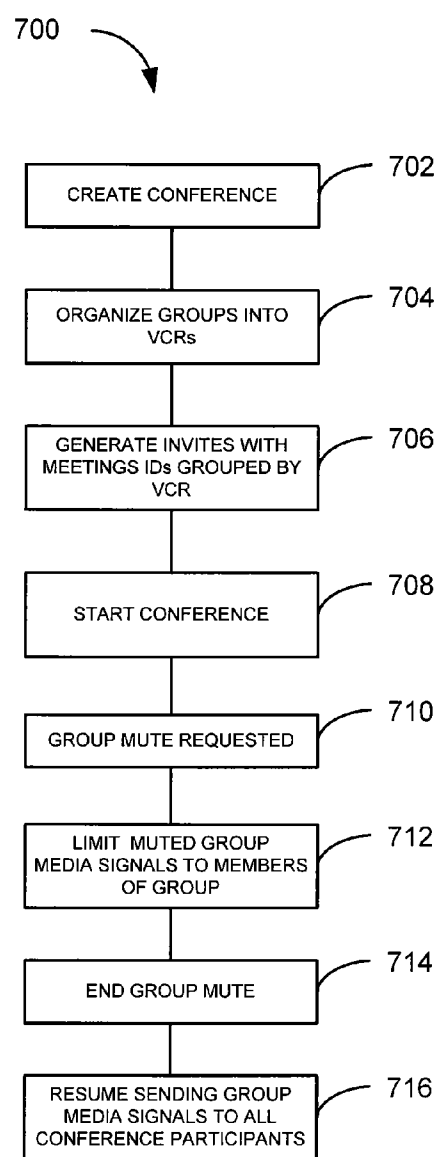 700
CREATE CONFERENCE
702
ORGANIZE GROUPS INTO
VCRs
704
GENERATE INVITES WITH
MEETINGS IDs GROUPED BY
VCR
706
START CONFERENCE
708
GROUP MUTE REQUESTED
710
LIMIT MUTED GROUP
MEDIA SIGNALS TO MEMBERS
OF GROUP
712
END GROUP MUTE
714
RESUME SENDING GROUP
MEDIA SIGNALS TO ALL
CONFERENCE PARTICIPANTS
716